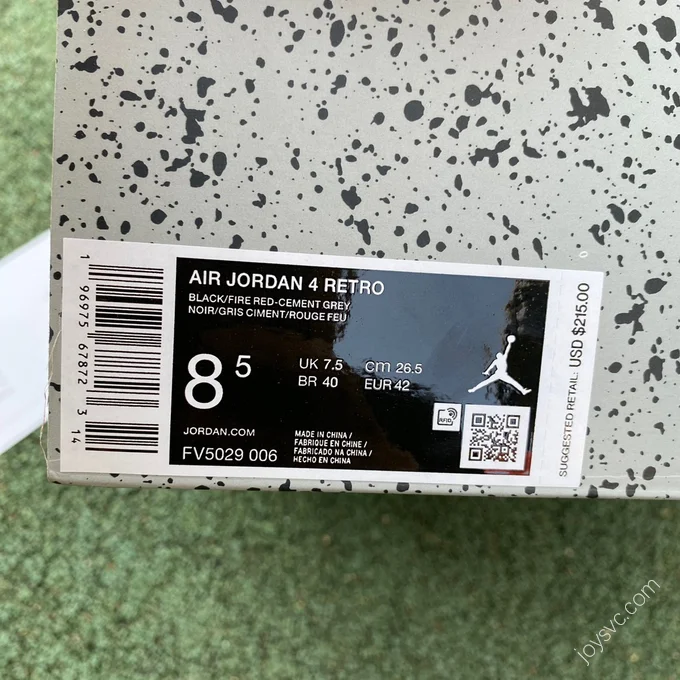 1 96975 67872 3 14
AIR JORDAN 4 RETRO
BLACK/FIRE RED-CEMENT GREY
NOIR/GRIS CIMENT/ROUGE FEU
8 5
UK 7.5 cm 26.5
BR 40 EUR 42
RFID
JORDAN.COM
FV5029 006
MADE IN CHINA /
FABRIQUE EN CHINE /
FABRICADO NA CHINA /
HECHO EN CHINA
SUGGESTED RETAIL: USD $215.00
joysvc.com